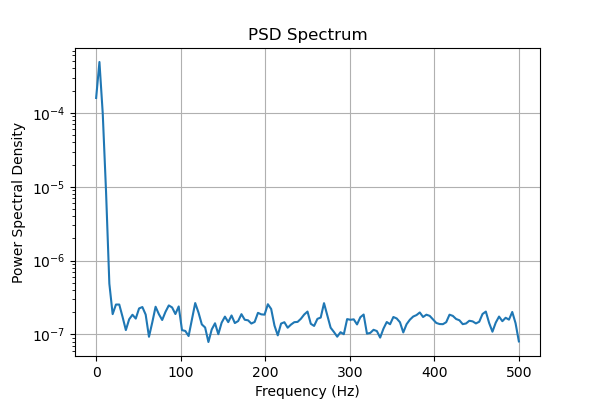 PSD Spectrum
Power Spectral Density
10⁻⁴
10⁻⁵
10⁻⁶
10⁻⁷
0 100 200 300 400 500
Frequency (Hz)